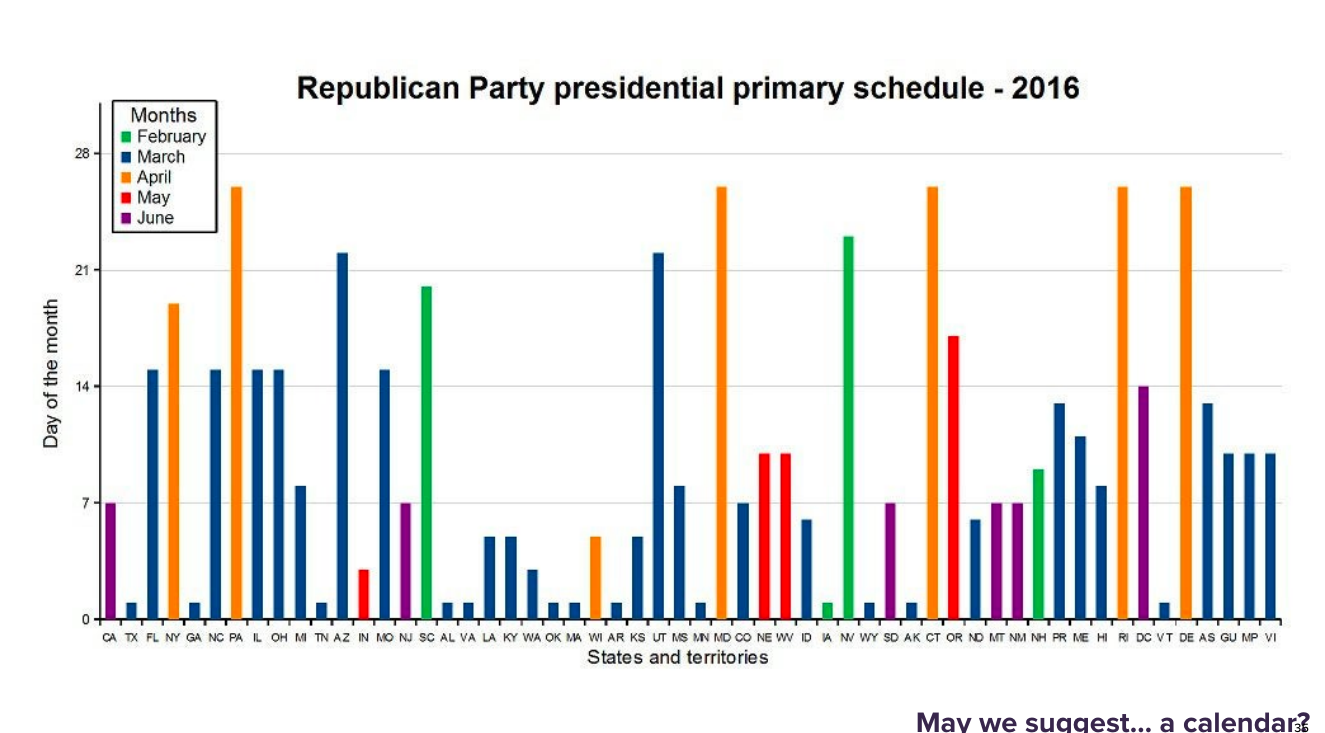 Republican Party presidential primary schedule - 2016
Months
February
March
April
May
June
28
21
14
7
0
Day of the month
CA TX FL NY GA NC PA IL OH MI TN AZ IN MO NJ SC AL VA LA KY WA OK MA WI AR KS UT MS MN MD CO NE WV ID IA NV WY SD AK CT OR ND MT NM NH PR ME HI RI DC VT DE AS GU MP VI
States and territories
May we suggest... a calendar?